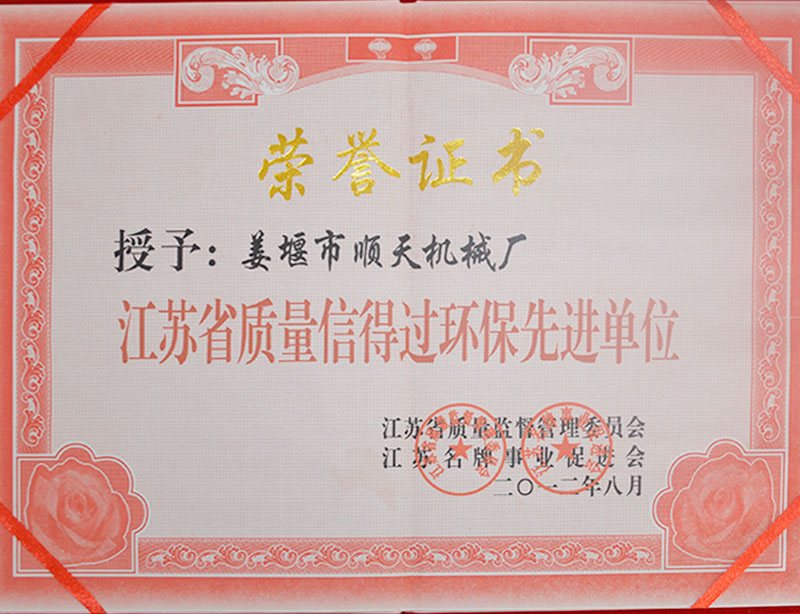 荣誉证书
授予：姜堰市顺天机械厂
江苏省质量信得过环保先进单位
江苏省质量监督管理委员会
江苏名牌事业促进会
二〇一二年八月